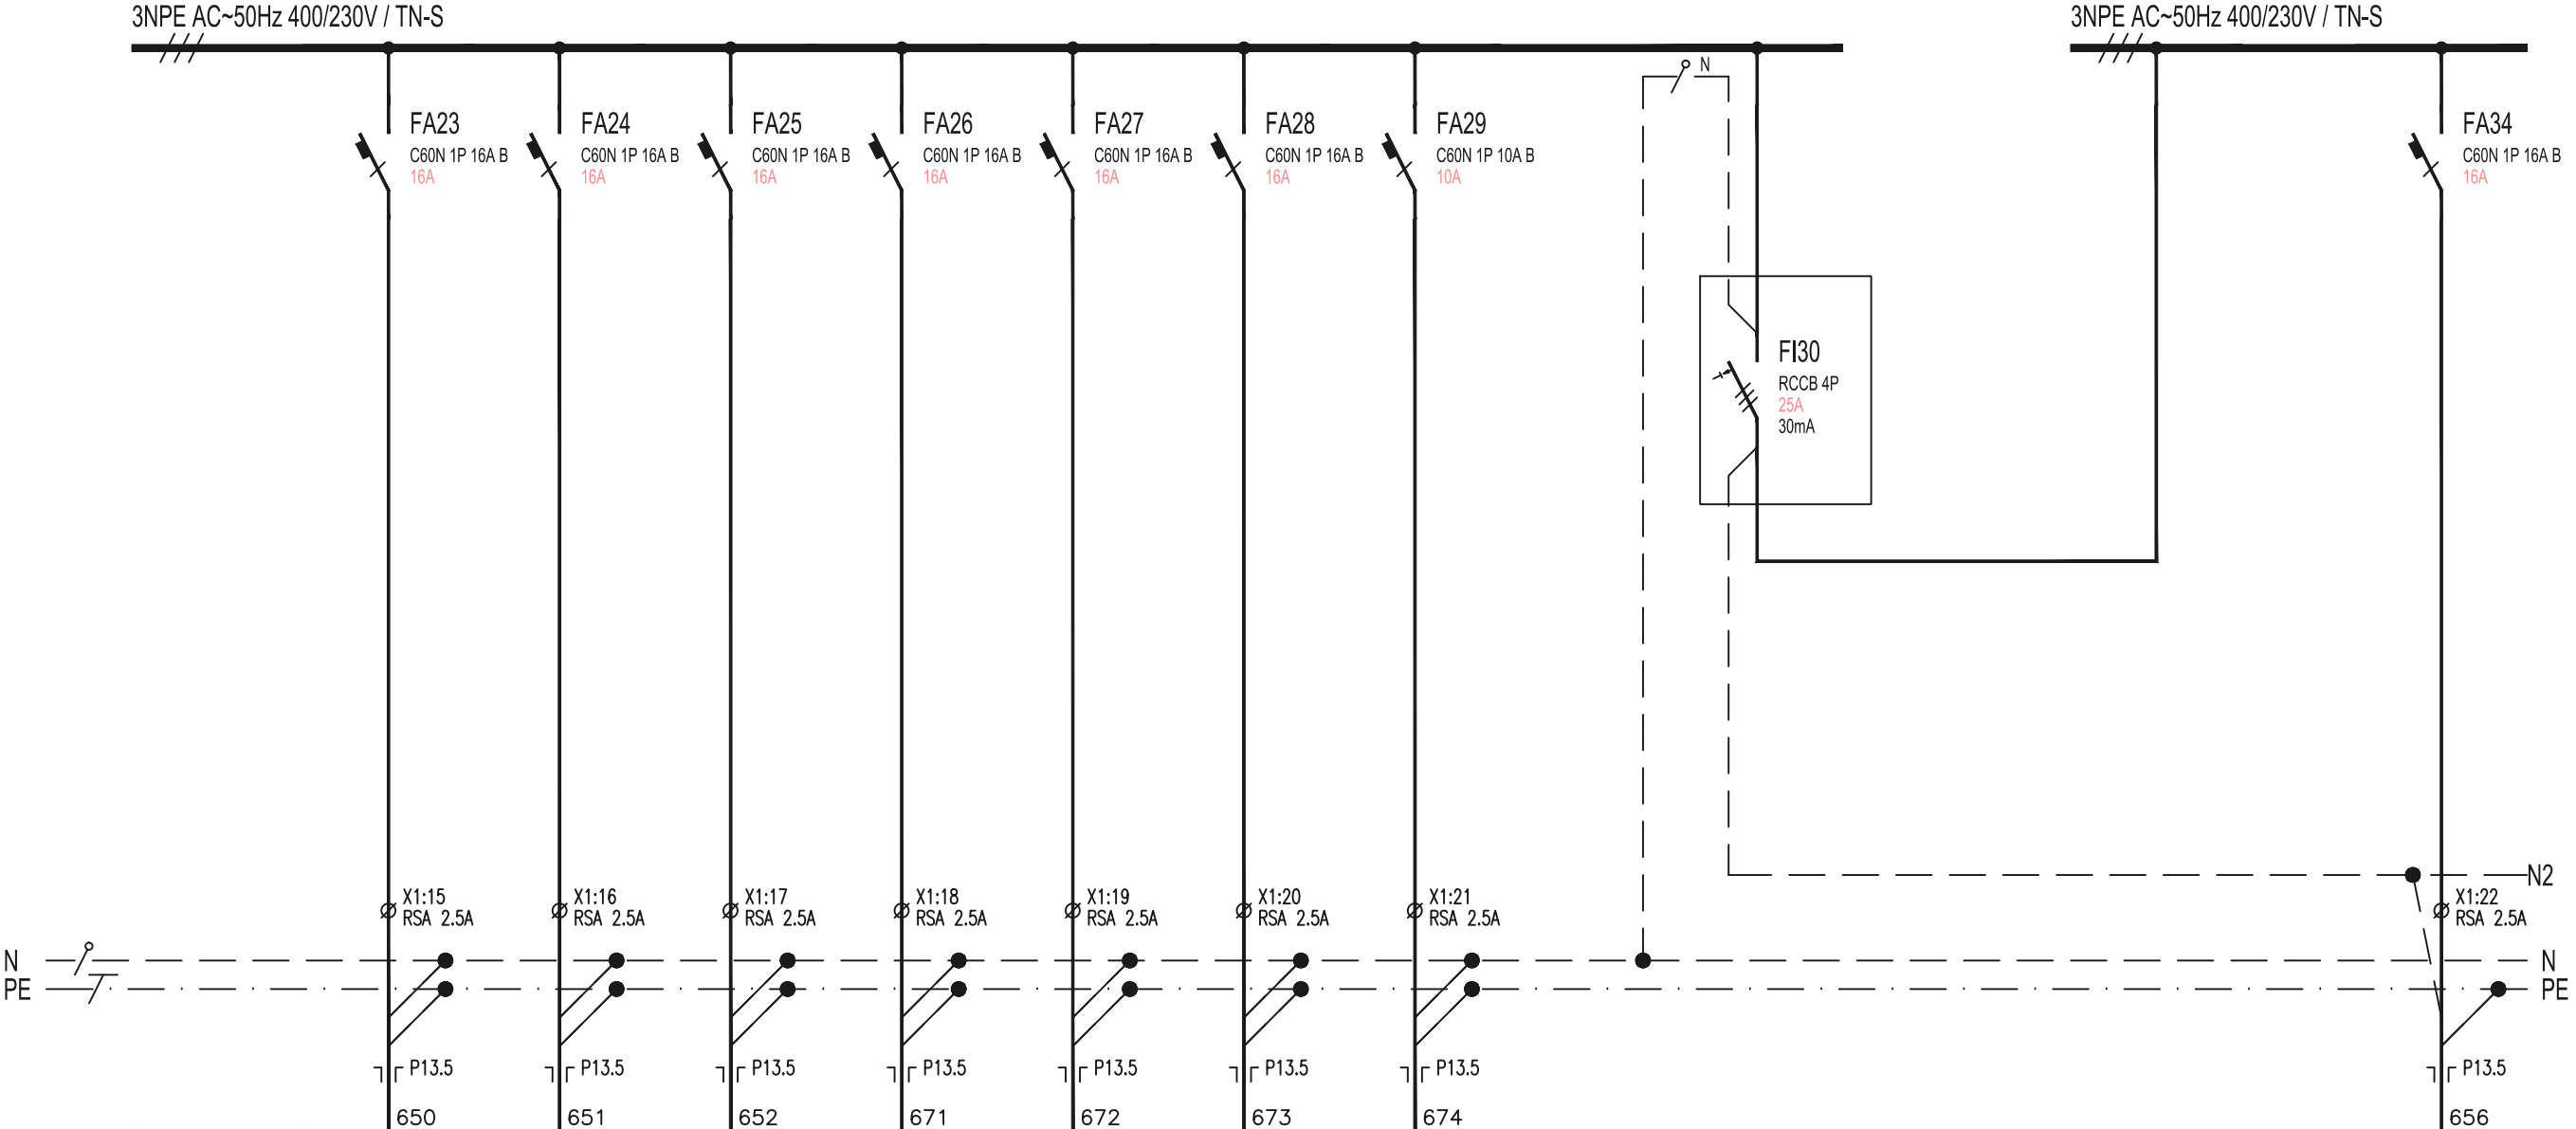 3NPE AC~50Hz 400/230V / TN-S
3NPE AC~50Hz 400/230V / TN-S
N
FA23
C60N 1P 16A B
16A
FA24
C60N 1P 16A B
16A
FA25
C60N 1P 16A B
16A
FA26
C60N 1P 16A B
16A
FA27
C60N 1P 16A B
16A
FA28
C60N 1P 16A B
16A
FA29
C60N 1P 10A B
10A
FA34
C60N 1P 16A B
16A
FI30
RCCB 4P
25A
30mA
N2
X1:15
RSA 2.5A
X1:16
RSA 2.5A
X1:17
RSA 2.5A
X1:18
RSA 2.5A
X1:19
RSA 2.5A
X1:20
RSA 2.5A
X1:21
RSA 2.5A
X1:22
RSA 2.5A
N
N
PE
PE
P13.5
P13.5
P13.5
P13.5
P13.5
P13.5
P13.5
P13.5
650
651
652
671
672
673
674
656